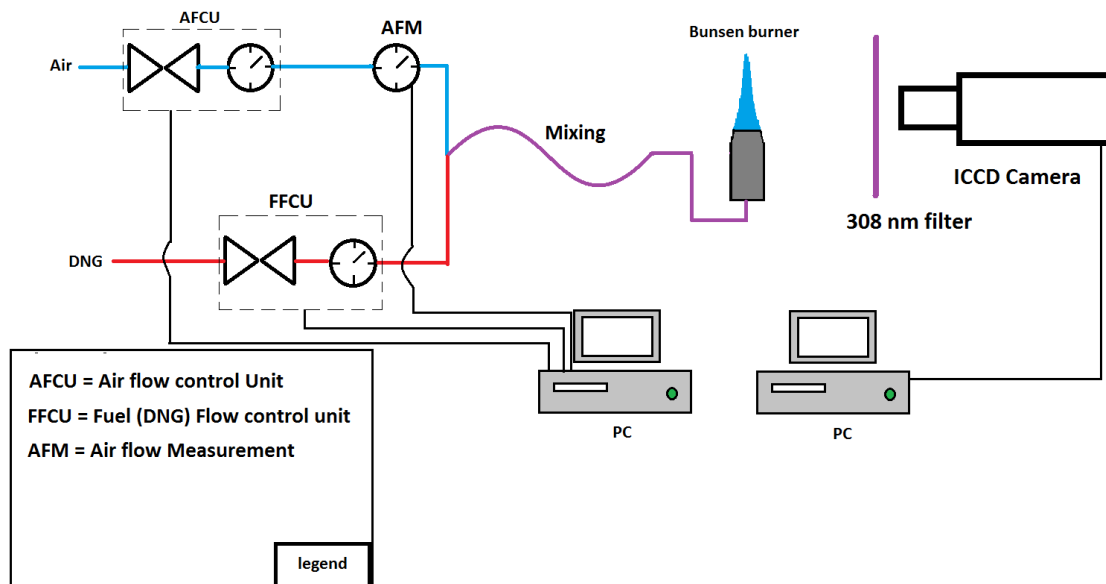 AFCU
AFM
Bunsen burner
Air
Mixing
ICCD Camera
FFCU
308 nm filter
DNG
AFCU = Air flow control Unit
FFCU = Fuel (DNG) Flow control unit
AFM = Air flow Measurement
PC
PC
legend